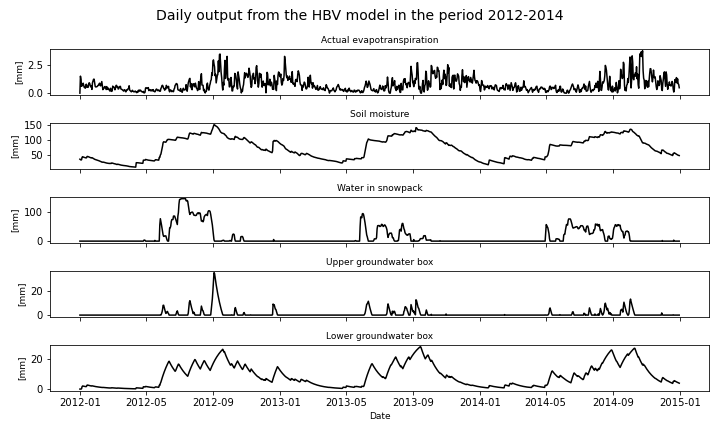 Daily output from the HBV model in the period 2012-2014
Actual evapotranspiration
[mm]
2.5
0.0
Soil moisture
[mm]
150
100
50
Water in snowpack
[mm]
100
0
Upper groundwater box
[mm]
20
0
Lower groundwater box
[mm]
20
0
2012-01 2012-05 2012-09 2013-01 2013-05 2013-09 2014-01 2014-05 2014-09 2015-01
Date